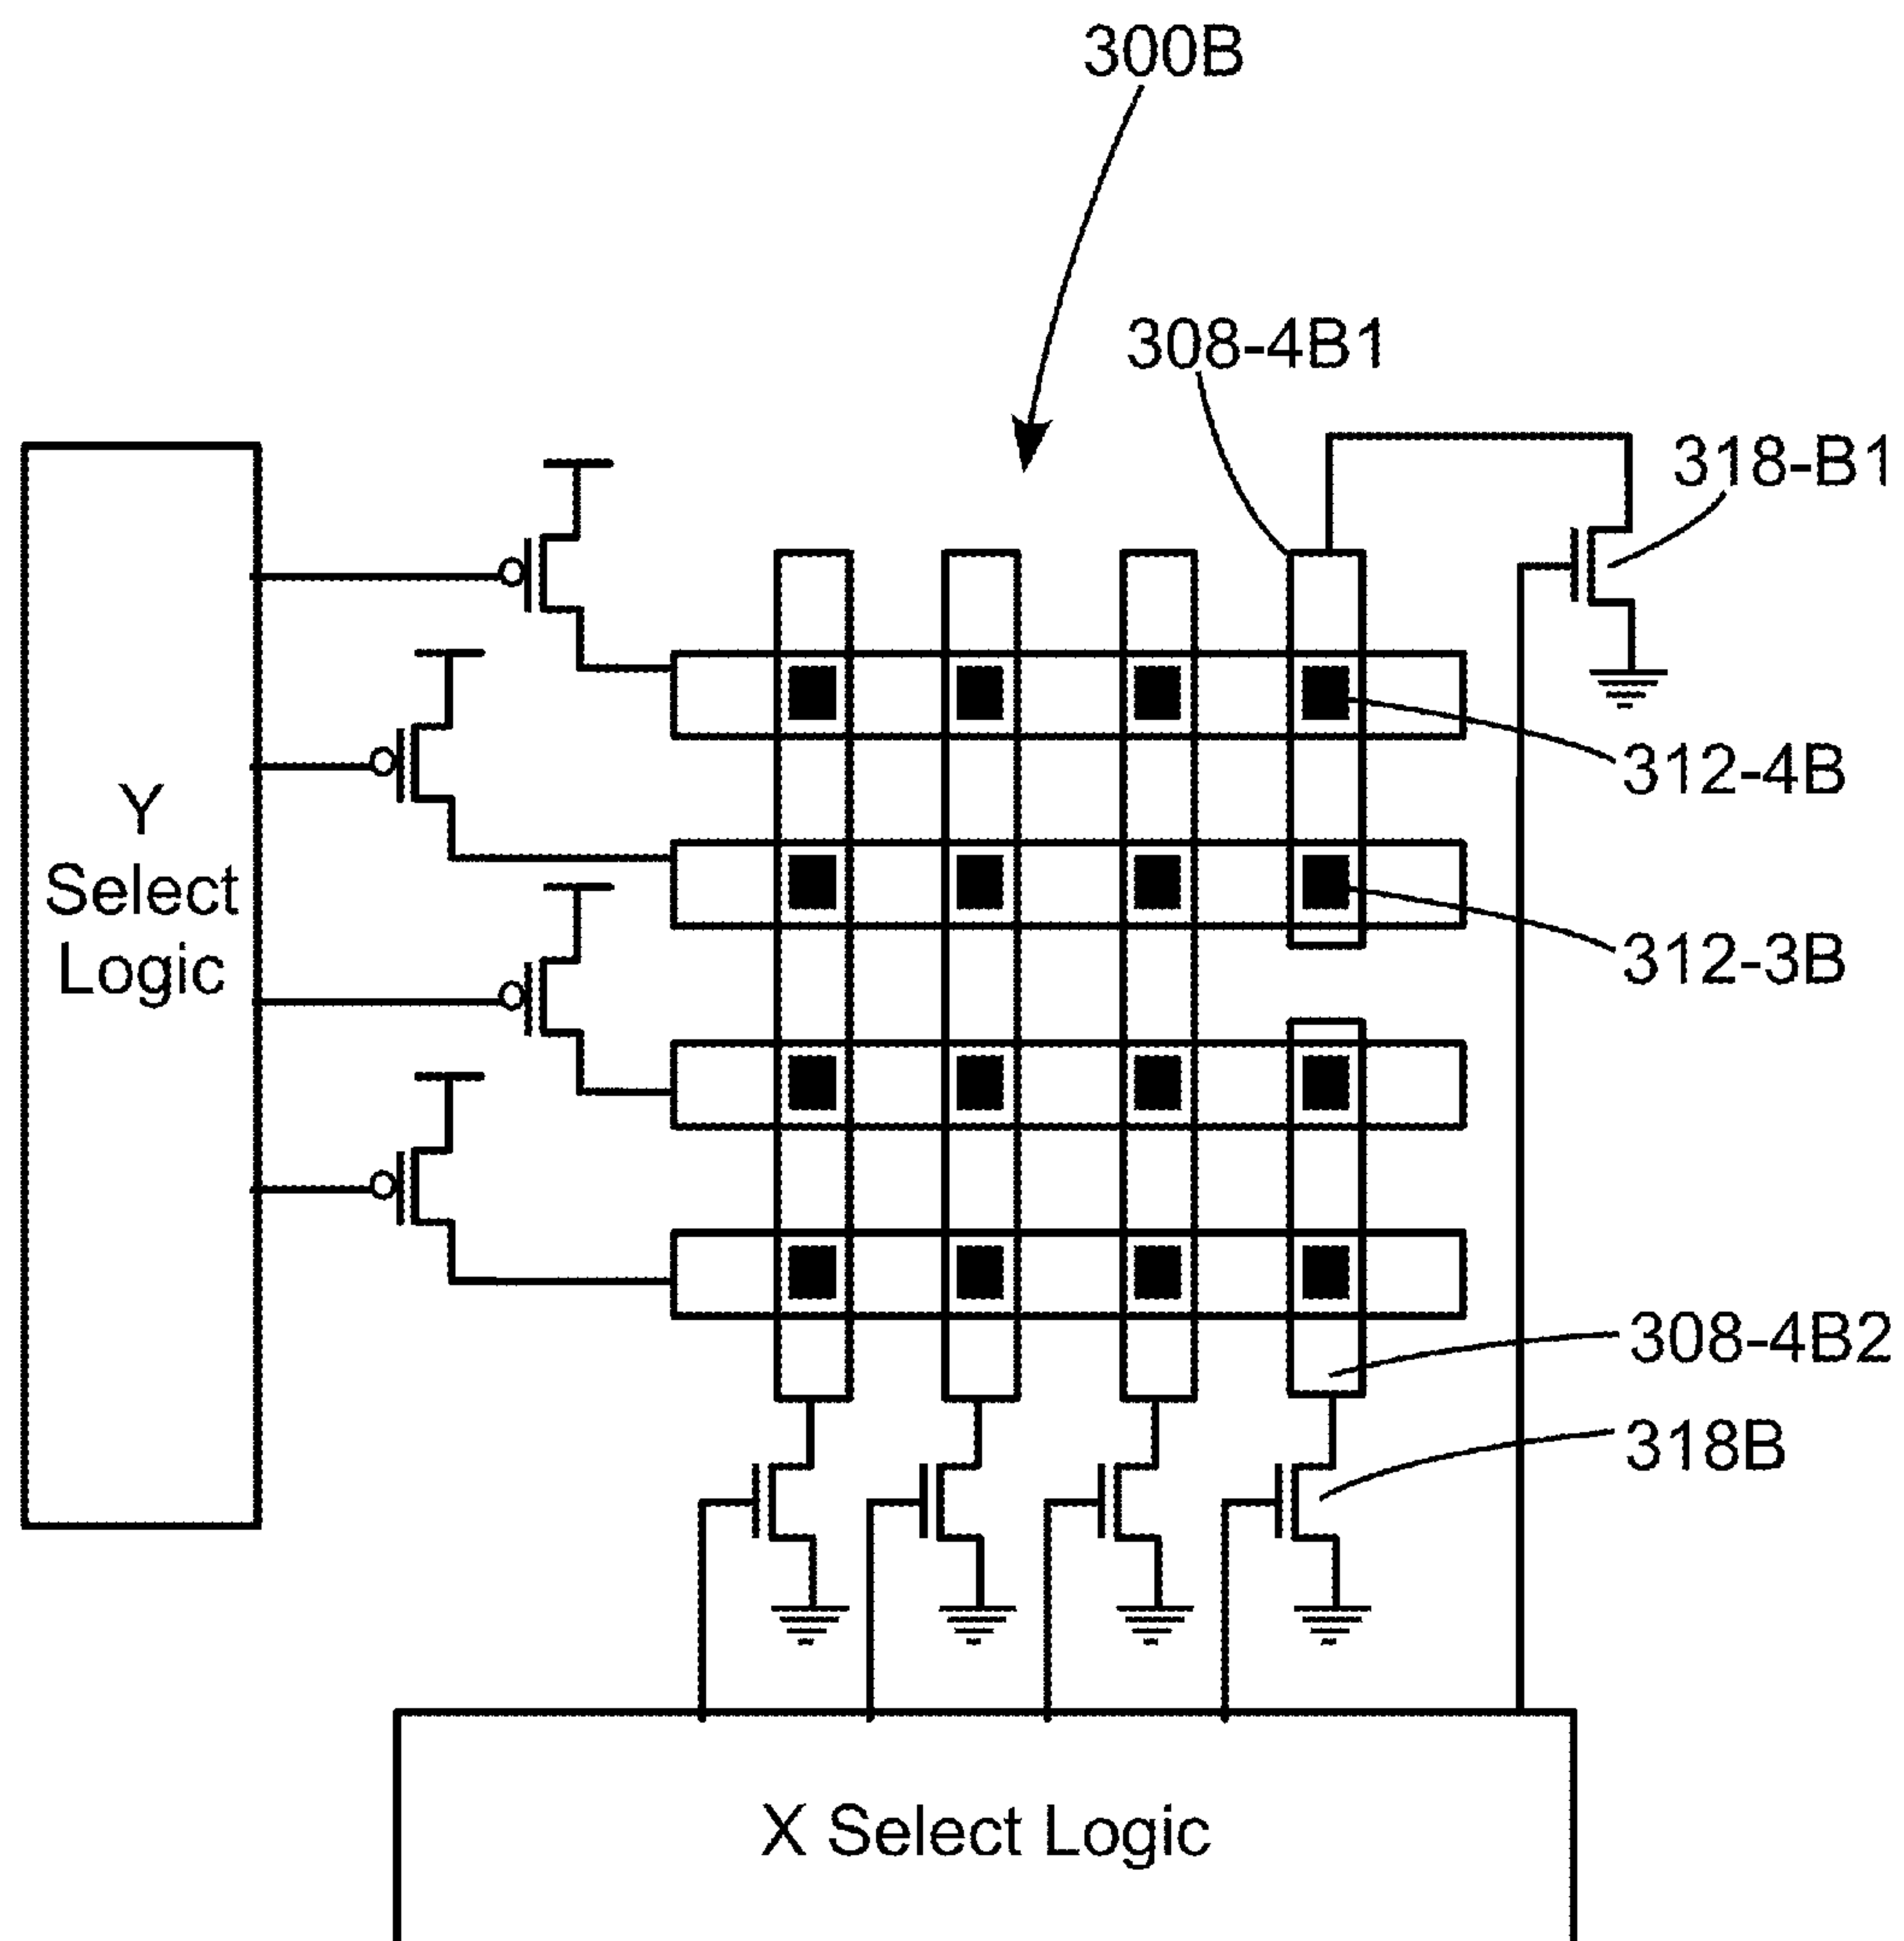 300B
308-4B1
318-B1
312-4B
Y
Select
Logic
312-3B
308-4B2
318B
X Select Logic